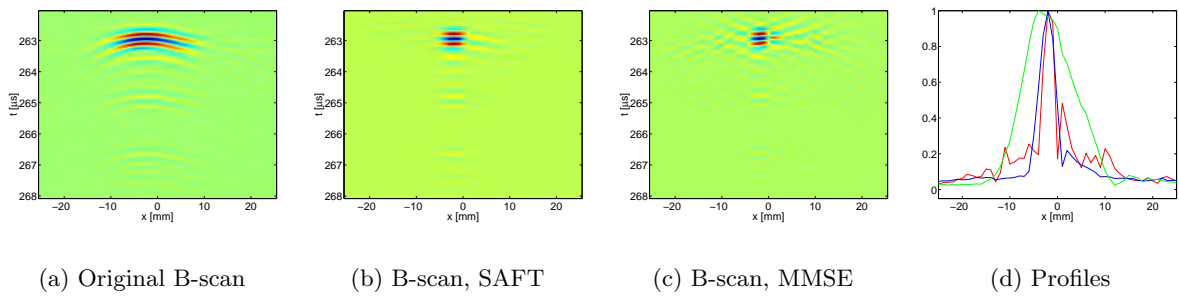 263
264
265
266
267
268
t [µs]
−20 −10 0 10 20
x [mm]
(a) Original B-scan
263
264
265
266
267
268
t [µs]
−20 −10 0 10 20
x [mm]
(b) B-scan, SAFT
263
264
265
266
267
268
t [µs]
−20 −10 0 10 20
x [mm]
(c) B-scan, MMSE
1
0.8
0.6
0.4
0.2
0
−20 −10 0 10 20
x [mm]
(d) Profiles